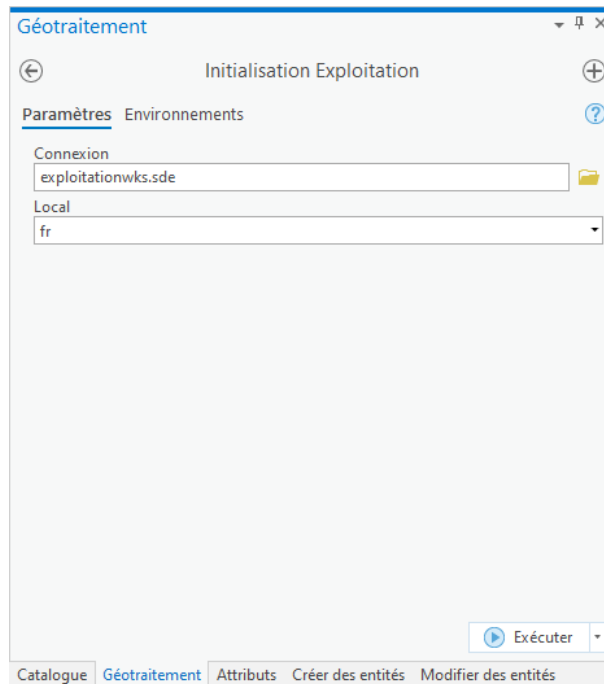 Géotraitement
Initialisation Exploitation
Paramètres Environnements
Connexion
exploitationwks.sde
Local
fr
Exécuter
Catalogue Géotraitement Attributs Créer des entités Modifier des entités